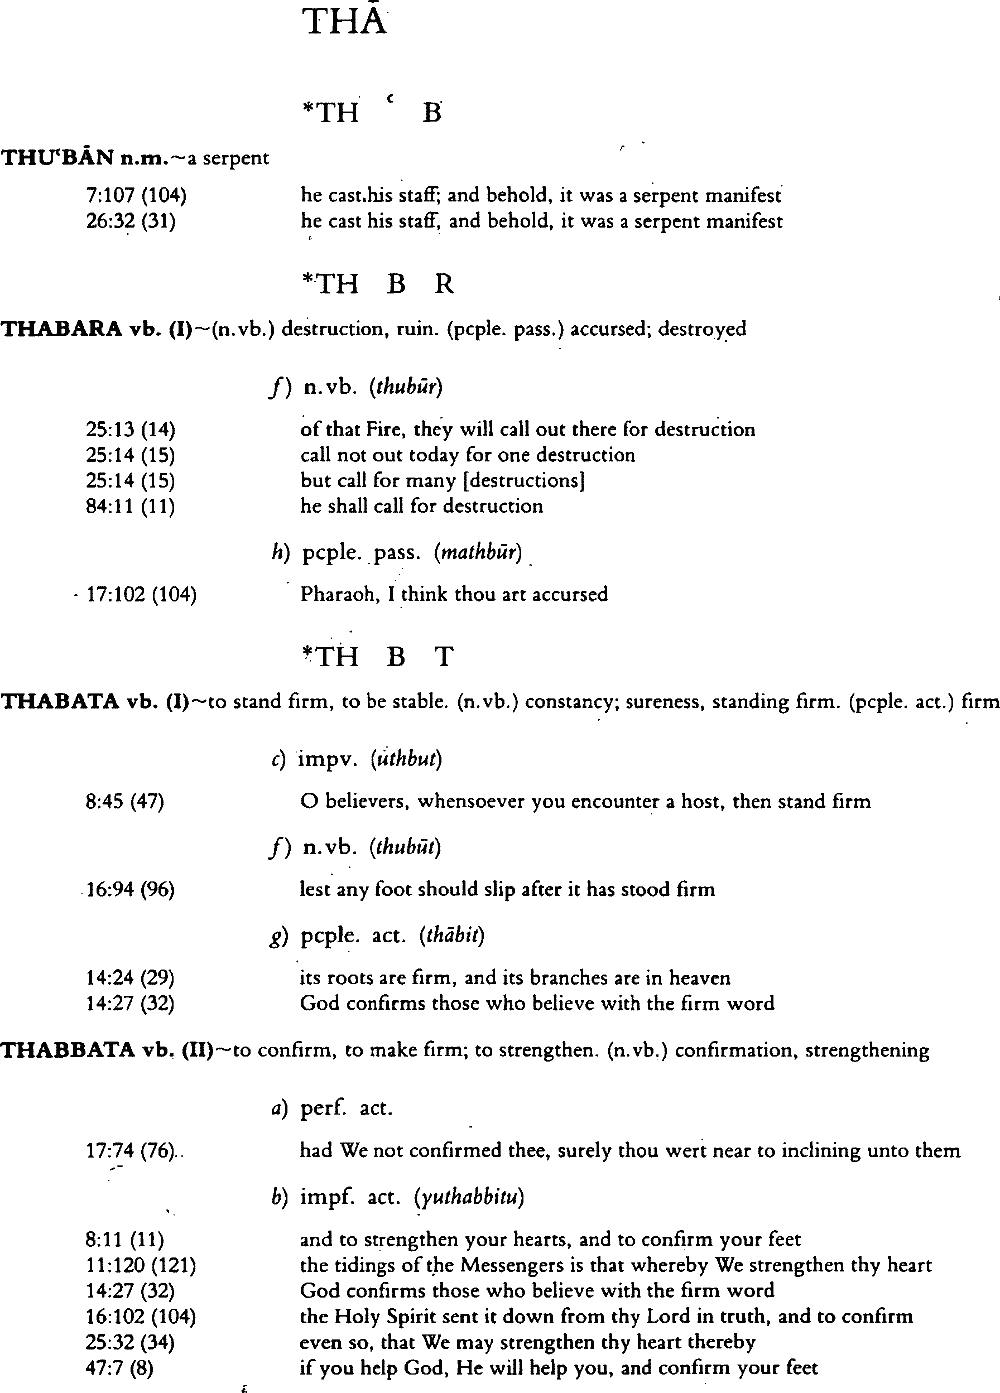 THĀ
*TH ʿ B
THUʿBĀN n.m.~a serpent
7:107 (104) he cast his staff; and behold, it was a serpent manifest
26:32 (31) he cast his staff, and behold, it was a serpent manifest
*TH B R
THABARA vb. (I)~(n.vb.) destruction, ruin. (pcple. pass.) accursed; destroyed
f) n.vb. (thubūr)
25:13 (14) of that Fire, they will call out there for destruction
25:14 (15) call not out today for one destruction
25:14 (15) but call for many [destructions]
84:11 (11) he shall call for destruction
h) pcple. pass. (mathbūr)
17:102 (104) Pharaoh, I think thou art accursed
*TH B T
THABATA vb. (I)~to stand firm, to be stable. (n.vb.) constancy; sureness, standing firm. (pcple. act.) firm
c) impv. (uthbut)
8:45 (47) O believers, whensoever you encounter a host, then stand firm
f) n.vb. (thubūt)
16:94 (96) lest any foot should slip after it has stood firm
g) pcple. act. (thābit)
14:24 (29) its roots are firm, and its branches are in heaven
14:27 (32) God confirms those who believe with the firm word
THABBATA vb. (II)~to confirm, to make firm; to strengthen. (n.vb.) confirmation, strengthening
a) perf. act.
17:74 (76) had We not confirmed thee, surely thou wert near to inclining unto them
b) impf. act. (yuthabbitu)
8:11 (11) and to strengthen your hearts, and to confirm your feet
11:120 (121) the tidings of the Messengers is that whereby We strengthen thy heart
14:27 (32) God confirms those who believe with the firm word
16:102 (104) the Holy Spirit sent it down from thy Lord in truth, and to confirm
25:32 (34) even so, that We may strengthen thy heart thereby
47:7 (8) if you help God, He will help you, and confirm your feet